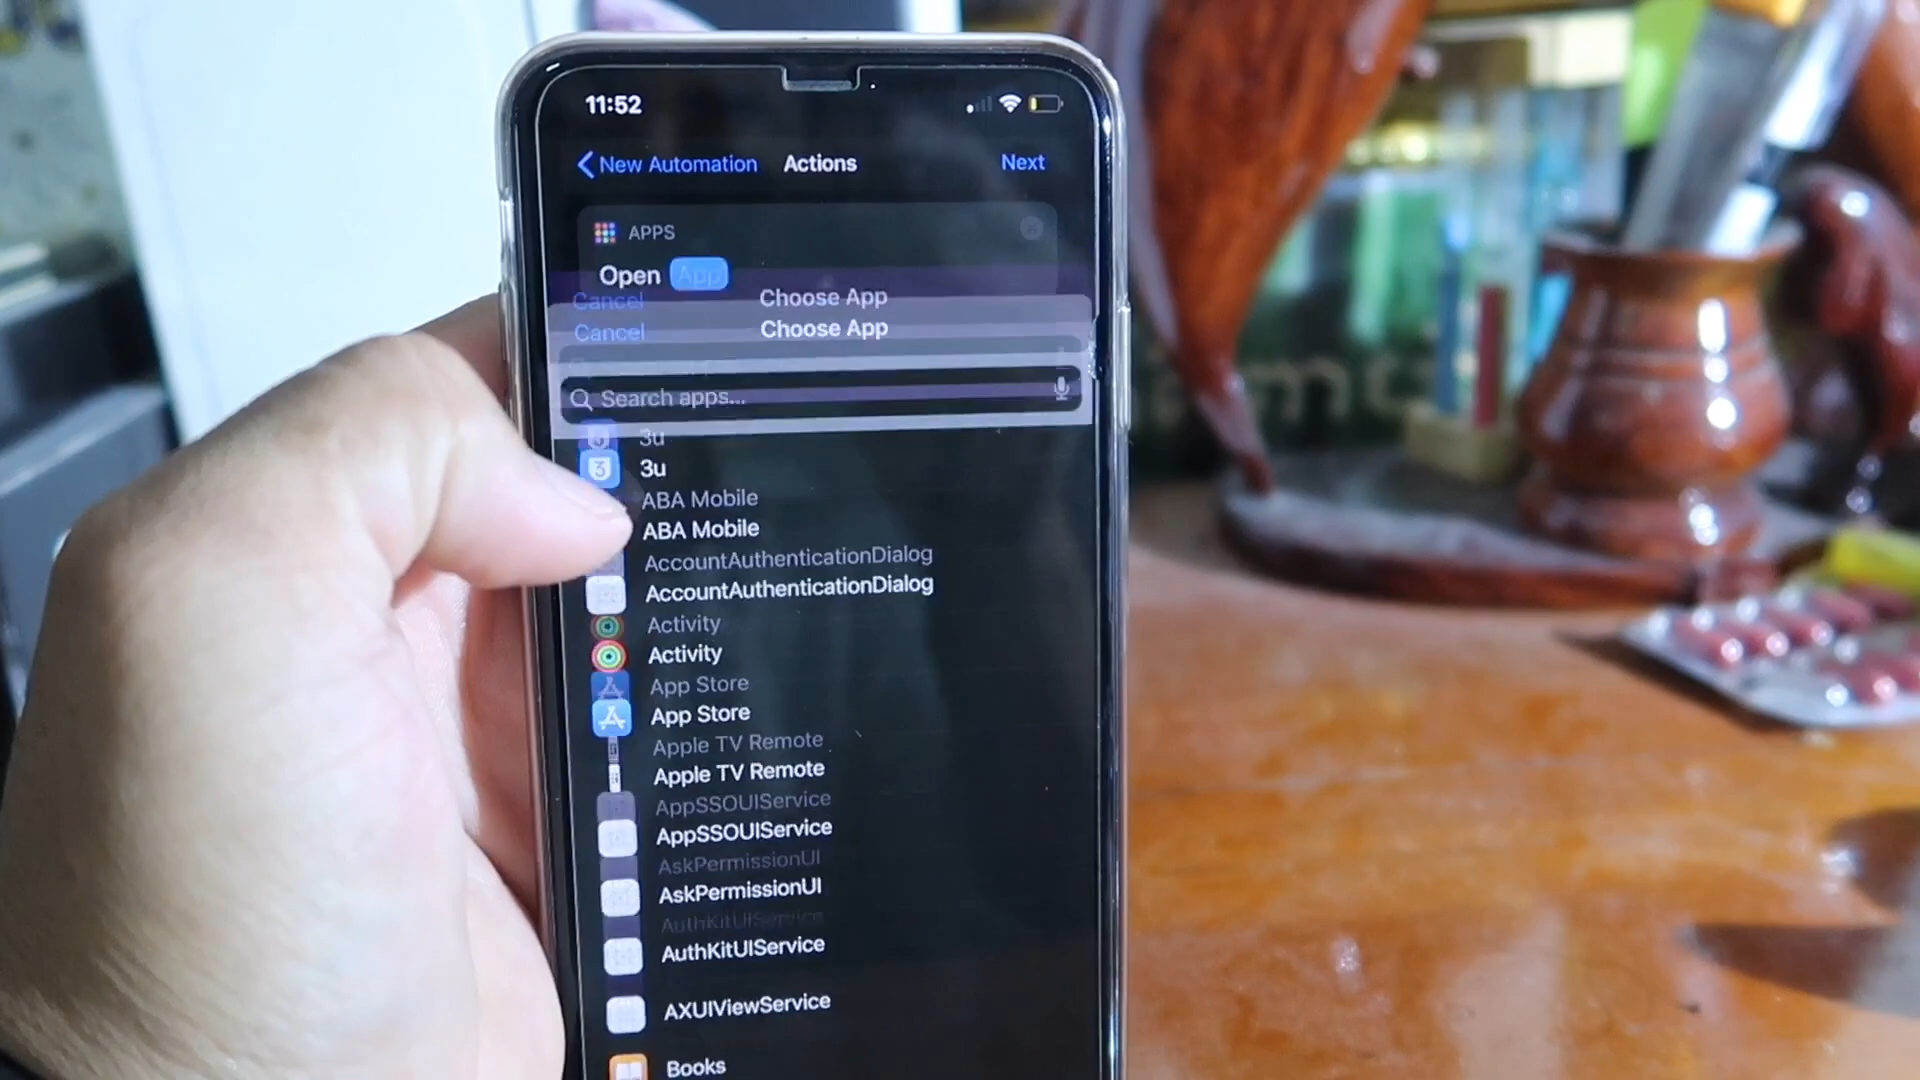 11:52
New Automation Actions Next
APPS
Open App
Cancel Choose App
Cancel Choose App
Search apps...
3u
3
3u
ABA Mobile
ABA Mobile
AccountAuthenticationDialog
AccountAuthenticationDialog
Activity
Activity
App Store
App Store
Apple TV Remote
Apple TV Remote
AppSSOUIService
AppSSOUIService
AskPermissionUI
AskPermissionUI
AuthKitUIService
AuthKitUIService
AXUIViewService
Books